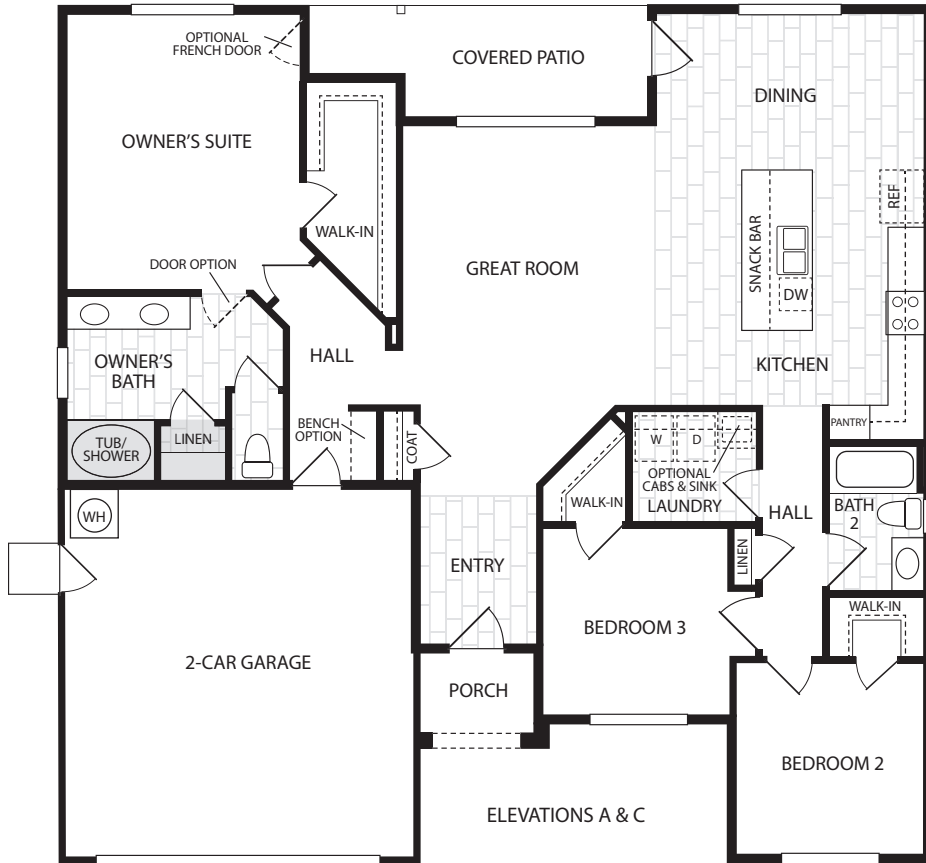 OPTIONAL
FRENCH DOOR
COVERED PATIO
DINING
OWNER'S SUITE
REF
WALK-IN
SNACK BAR
DOOR OPTION
GREAT ROOM
DW
OWNER'S
BATH
HALL
KITCHEN
BENCH
OPTION
COAT
PANTRY
TUB/
SHOWER
LINEN
W
D
OPTIONAL
CABS & SINK
LAUNDRY
WALK-IN
HALL
BATH
2
WH
ENTRY
LINEN
WALK-IN
BEDROOM 3
2-CAR GARAGE
PORCH
BEDROOM 2
ELEVATIONS A & C